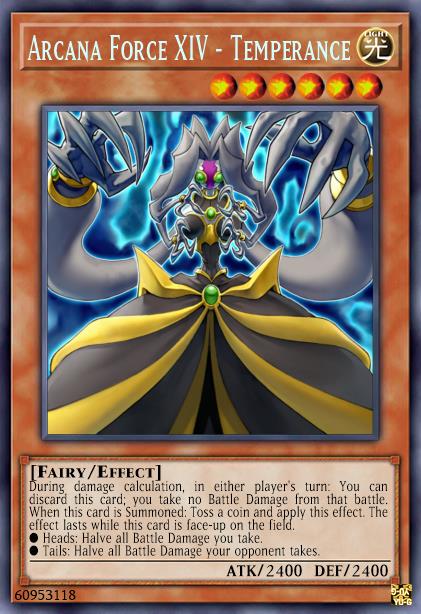 Arcana Force XIV - Temperance
LIGHT
光
[Fairy/Effect]
During damage calculation, in either player's turn: You can
discard this card; you take no Battle Damage from that battle.
When this card is Summoned: Toss a coin and apply this effect. The
effect lasts while this card is face-up on the field.
● Heads: Halve all Battle Damage you take.
● Tails: Halve all Battle Damage your opponent takes.
ATK/2400 DEF/2400
60953118